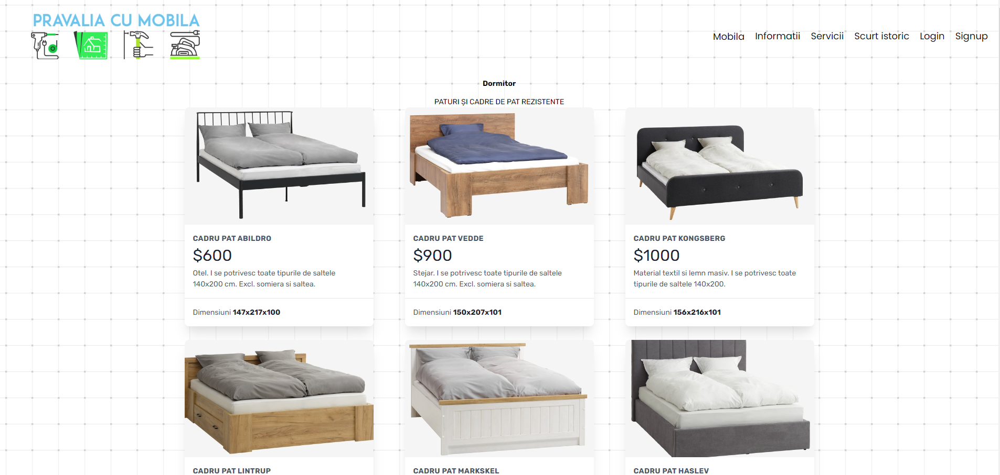 PRAVALIA CU MOBILA
Mobila Informatii Servicii Scurt istoric Login Signup
Dormitor
PATURI ȘI CADRE DE PAT REZISTENTE
CADRU PAT ABILDRO
$600
Otel. I se potrivesc toate tipurile de saltele
140x200 cm. Excl. somiera si saltea.
Dimensiuni 147x217x100
CADRU PAT VEDDE
$900
Stejar. I se potrivesc toate tipurile de saltele
140x200 cm. Excl. somiera si saltea.
Dimensiuni 150x207x101
CADRU PAT KONGSBERG
$1000
Material textil si lemn masiv. I se potrivesc toate
tipurile de saltele 140x200.
Dimensiuni 156x216x101
CADRU PAT LINTRUP
CADRU PAT MARKSKEL
CADRU PAT HASLEV